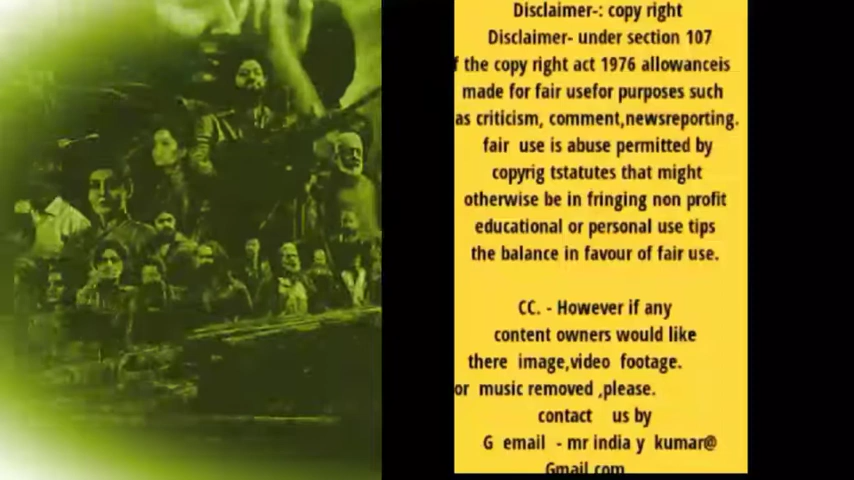 Disclaimer-: copy right
Disclaimer- under section 107
f the copy right act 1976 allowanceis
made for fair usefor purposes such
as criticism, comment,newsreporting.
fair use is abuse permitted by
copyrig tstatutes that might
otherwise be in fringing non profit
educational or personal use tips
the balance in favour of fair use.
CC. - However if any
content owners would like
there image,video footage.
or music removed ,please.
contact us by
G email - mr india y kumar@
Gmail com